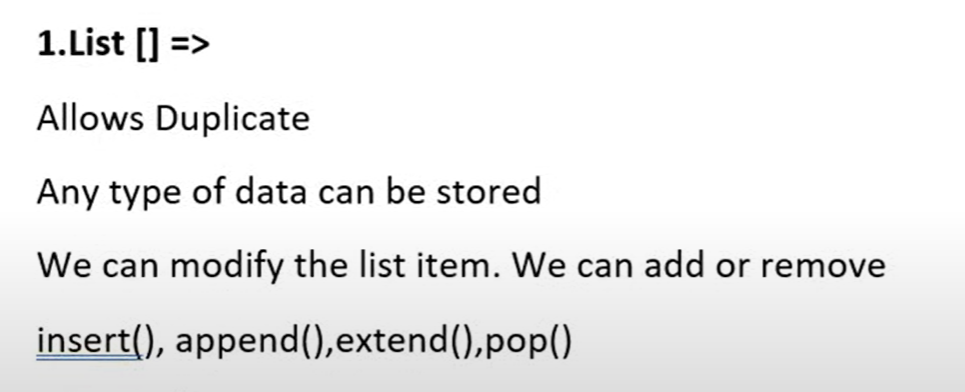 1.List [] =>
Allows Duplicate
Any type of data can be stored
We can modify the list item. We can add or remove
insert(), append(),extend(),pop()